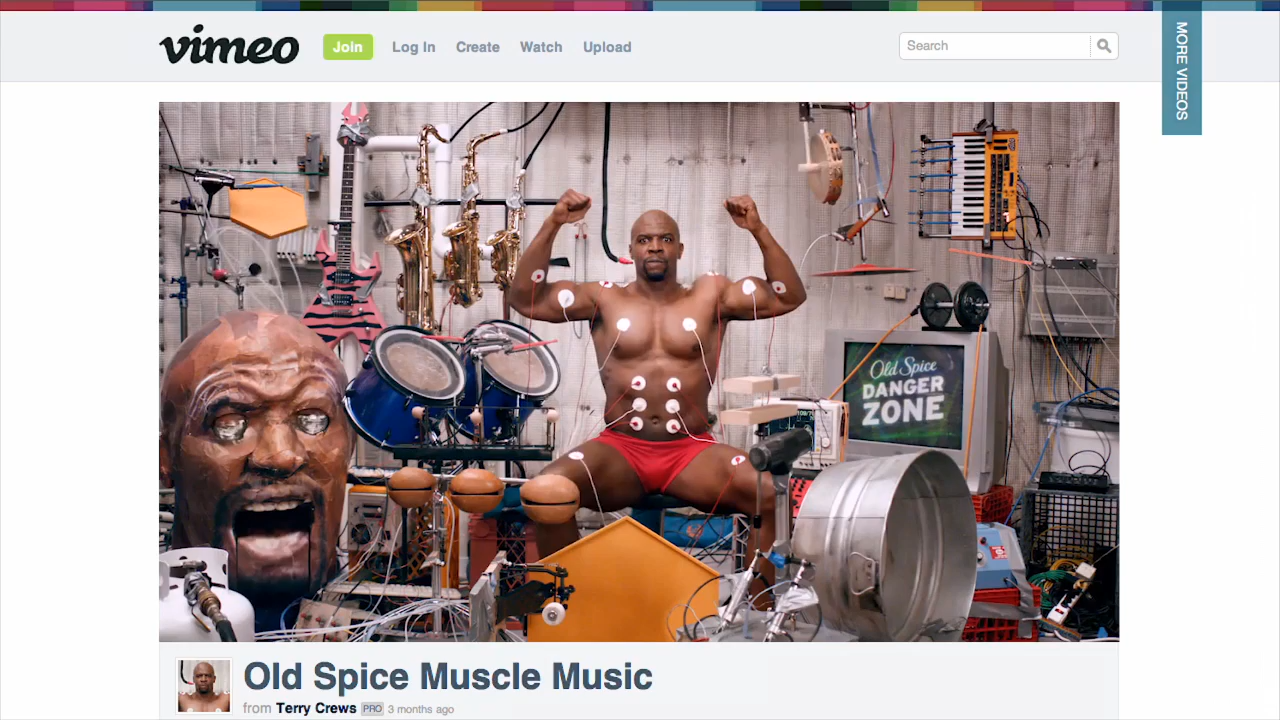 vimeo
Join Log In Create Watch Upload
Search
MORE VIDEOS
Old Spice
DANGER
ZONE
Old Spice Muscle Music
from Terry Crews PRO 3 months ago